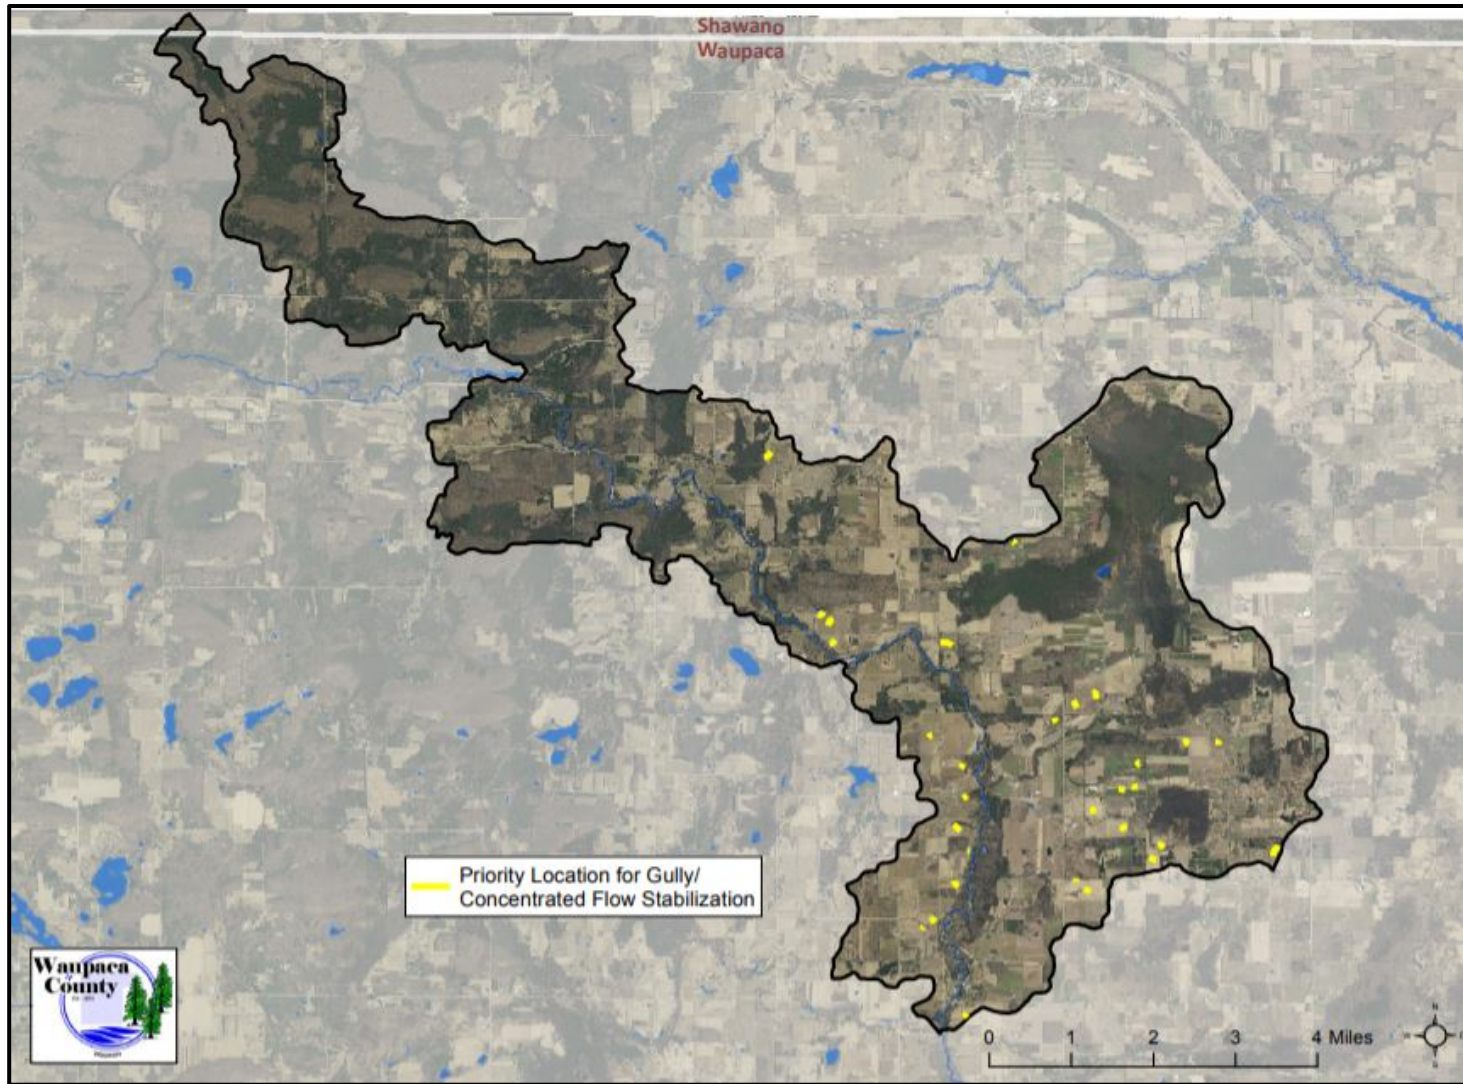 Shawano
Waupaca
Priority Location for Gully/
Concentrated Flow Stabilization
Waupaca
County
0 1 2 3 4 Miles
N
W
S